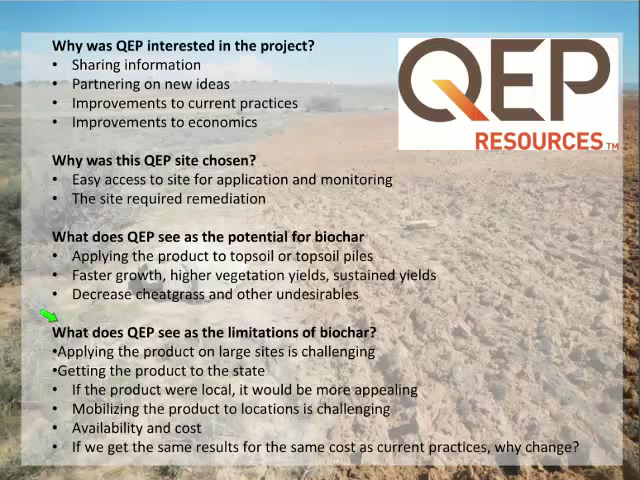 Why was QEP interested in the project?
• Sharing information
• Partnering on new ideas
• Improvements to current practices
• Improvements to economics
QEP
RESOURCES™
Why was this QEP site chosen?
• Easy access to site for application and monitoring
• The site required remediation
What does QEP see as the potential for biochar
• Applying the product to topsoil or topsoil piles
• Faster growth, higher vegetation yields, sustained yields
• Decrease cheatgrass and other undesirables
What does QEP see as the limitations of biochar?
•Applying the product on large sites is challenging
•Getting the product to the state
• If the product were local, it would be more appealing
• Mobilizing the product to locations is challenging
• Availability and cost
• If we get the same results for the same cost as current practices, why change?